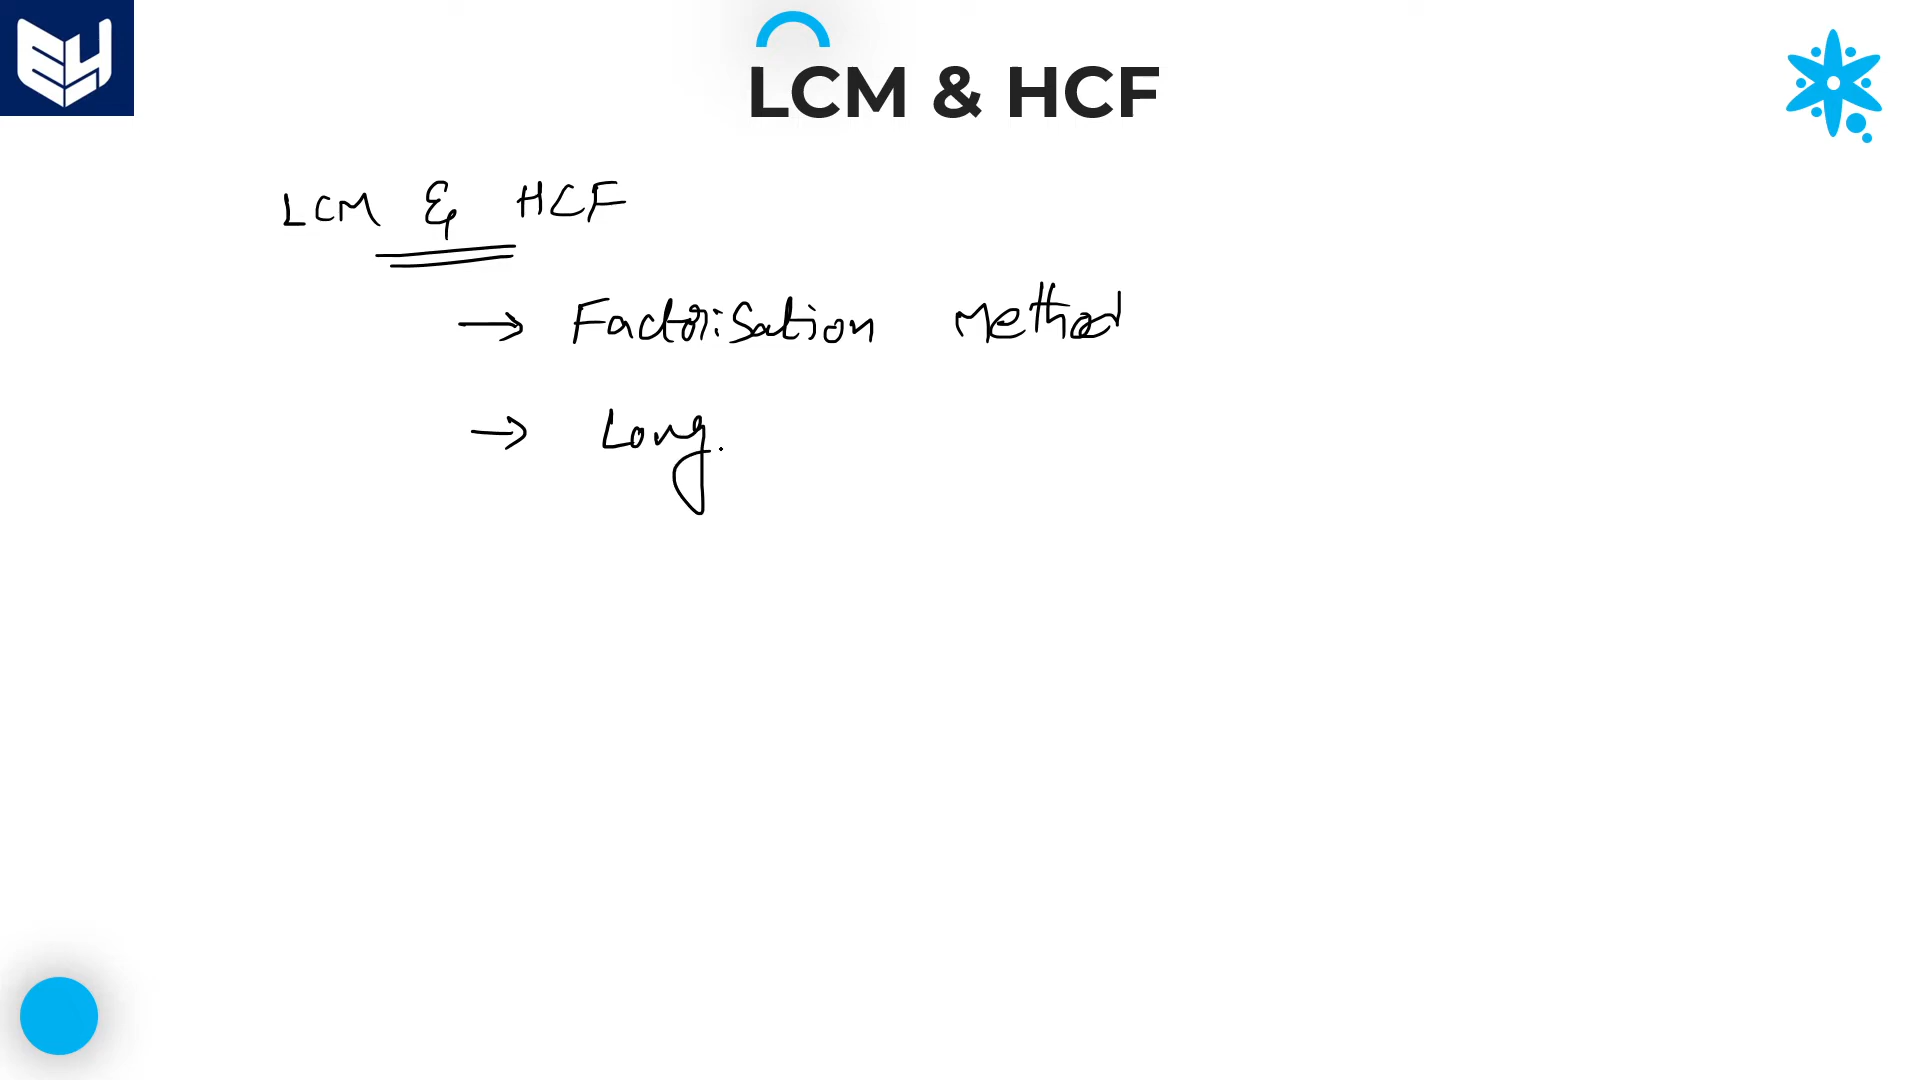 LCM & HCF
LCM & HCF
→ Factorisation Method
→ Long